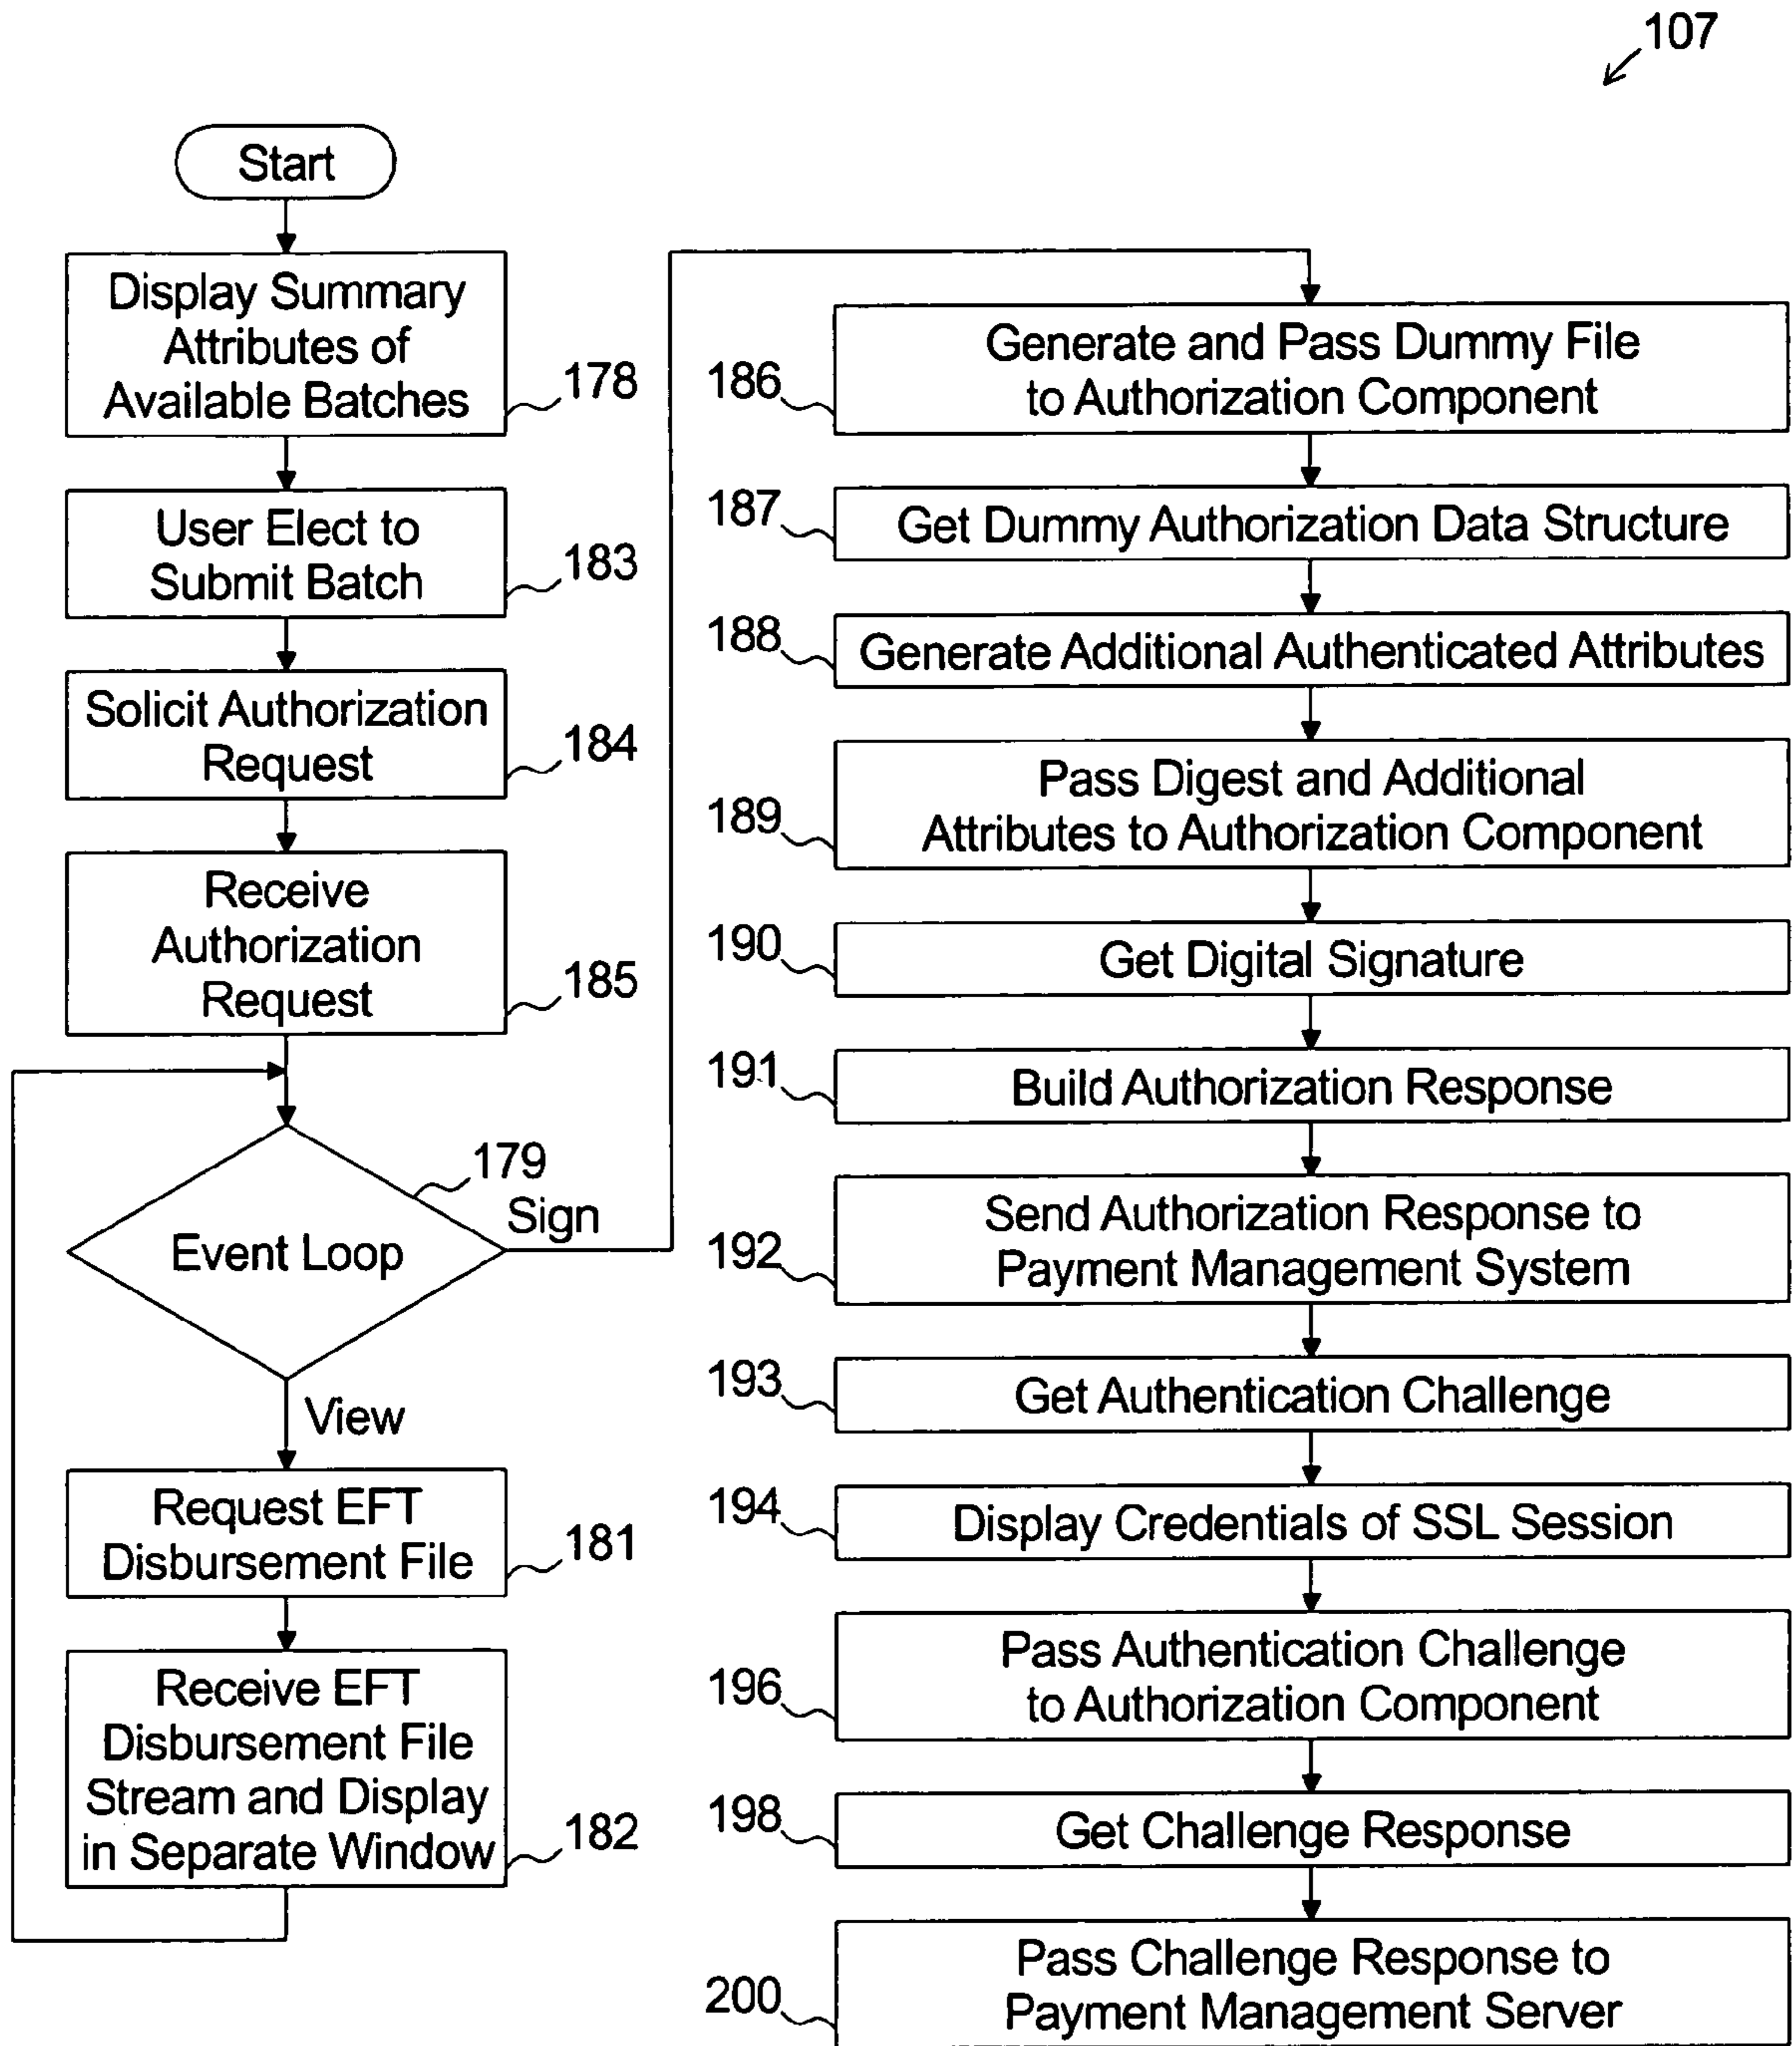 107
Start
Display Summary
Attributes of
Available Batches
178
User Elect to
Submit Batch
183
Solicit Authorization
Request
184
Receive
Authorization
Request
185
179
Sign
Event Loop
View
Request EFT
Disbursement File
181
Receive EFT
Disbursement File
Stream and Display
in Separate Window
182
Generate and Pass Dummy File
to Authorization Component
186
187
Get Dummy Authorization Data Structure
188
Generate Additional Authenticated Attributes
Pass Digest and Additional
Attributes to Authorization Component
189
190
Get Digital Signature
191
Build Authorization Response
Send Authorization Response to
Payment Management System
192
193
Get Authentication Challenge
194
Display Credentials of SSL Session
Pass Authentication Challenge
to Authorization Component
196
198
Get Challenge Response
Pass Challenge Response to
Payment Management Server
200